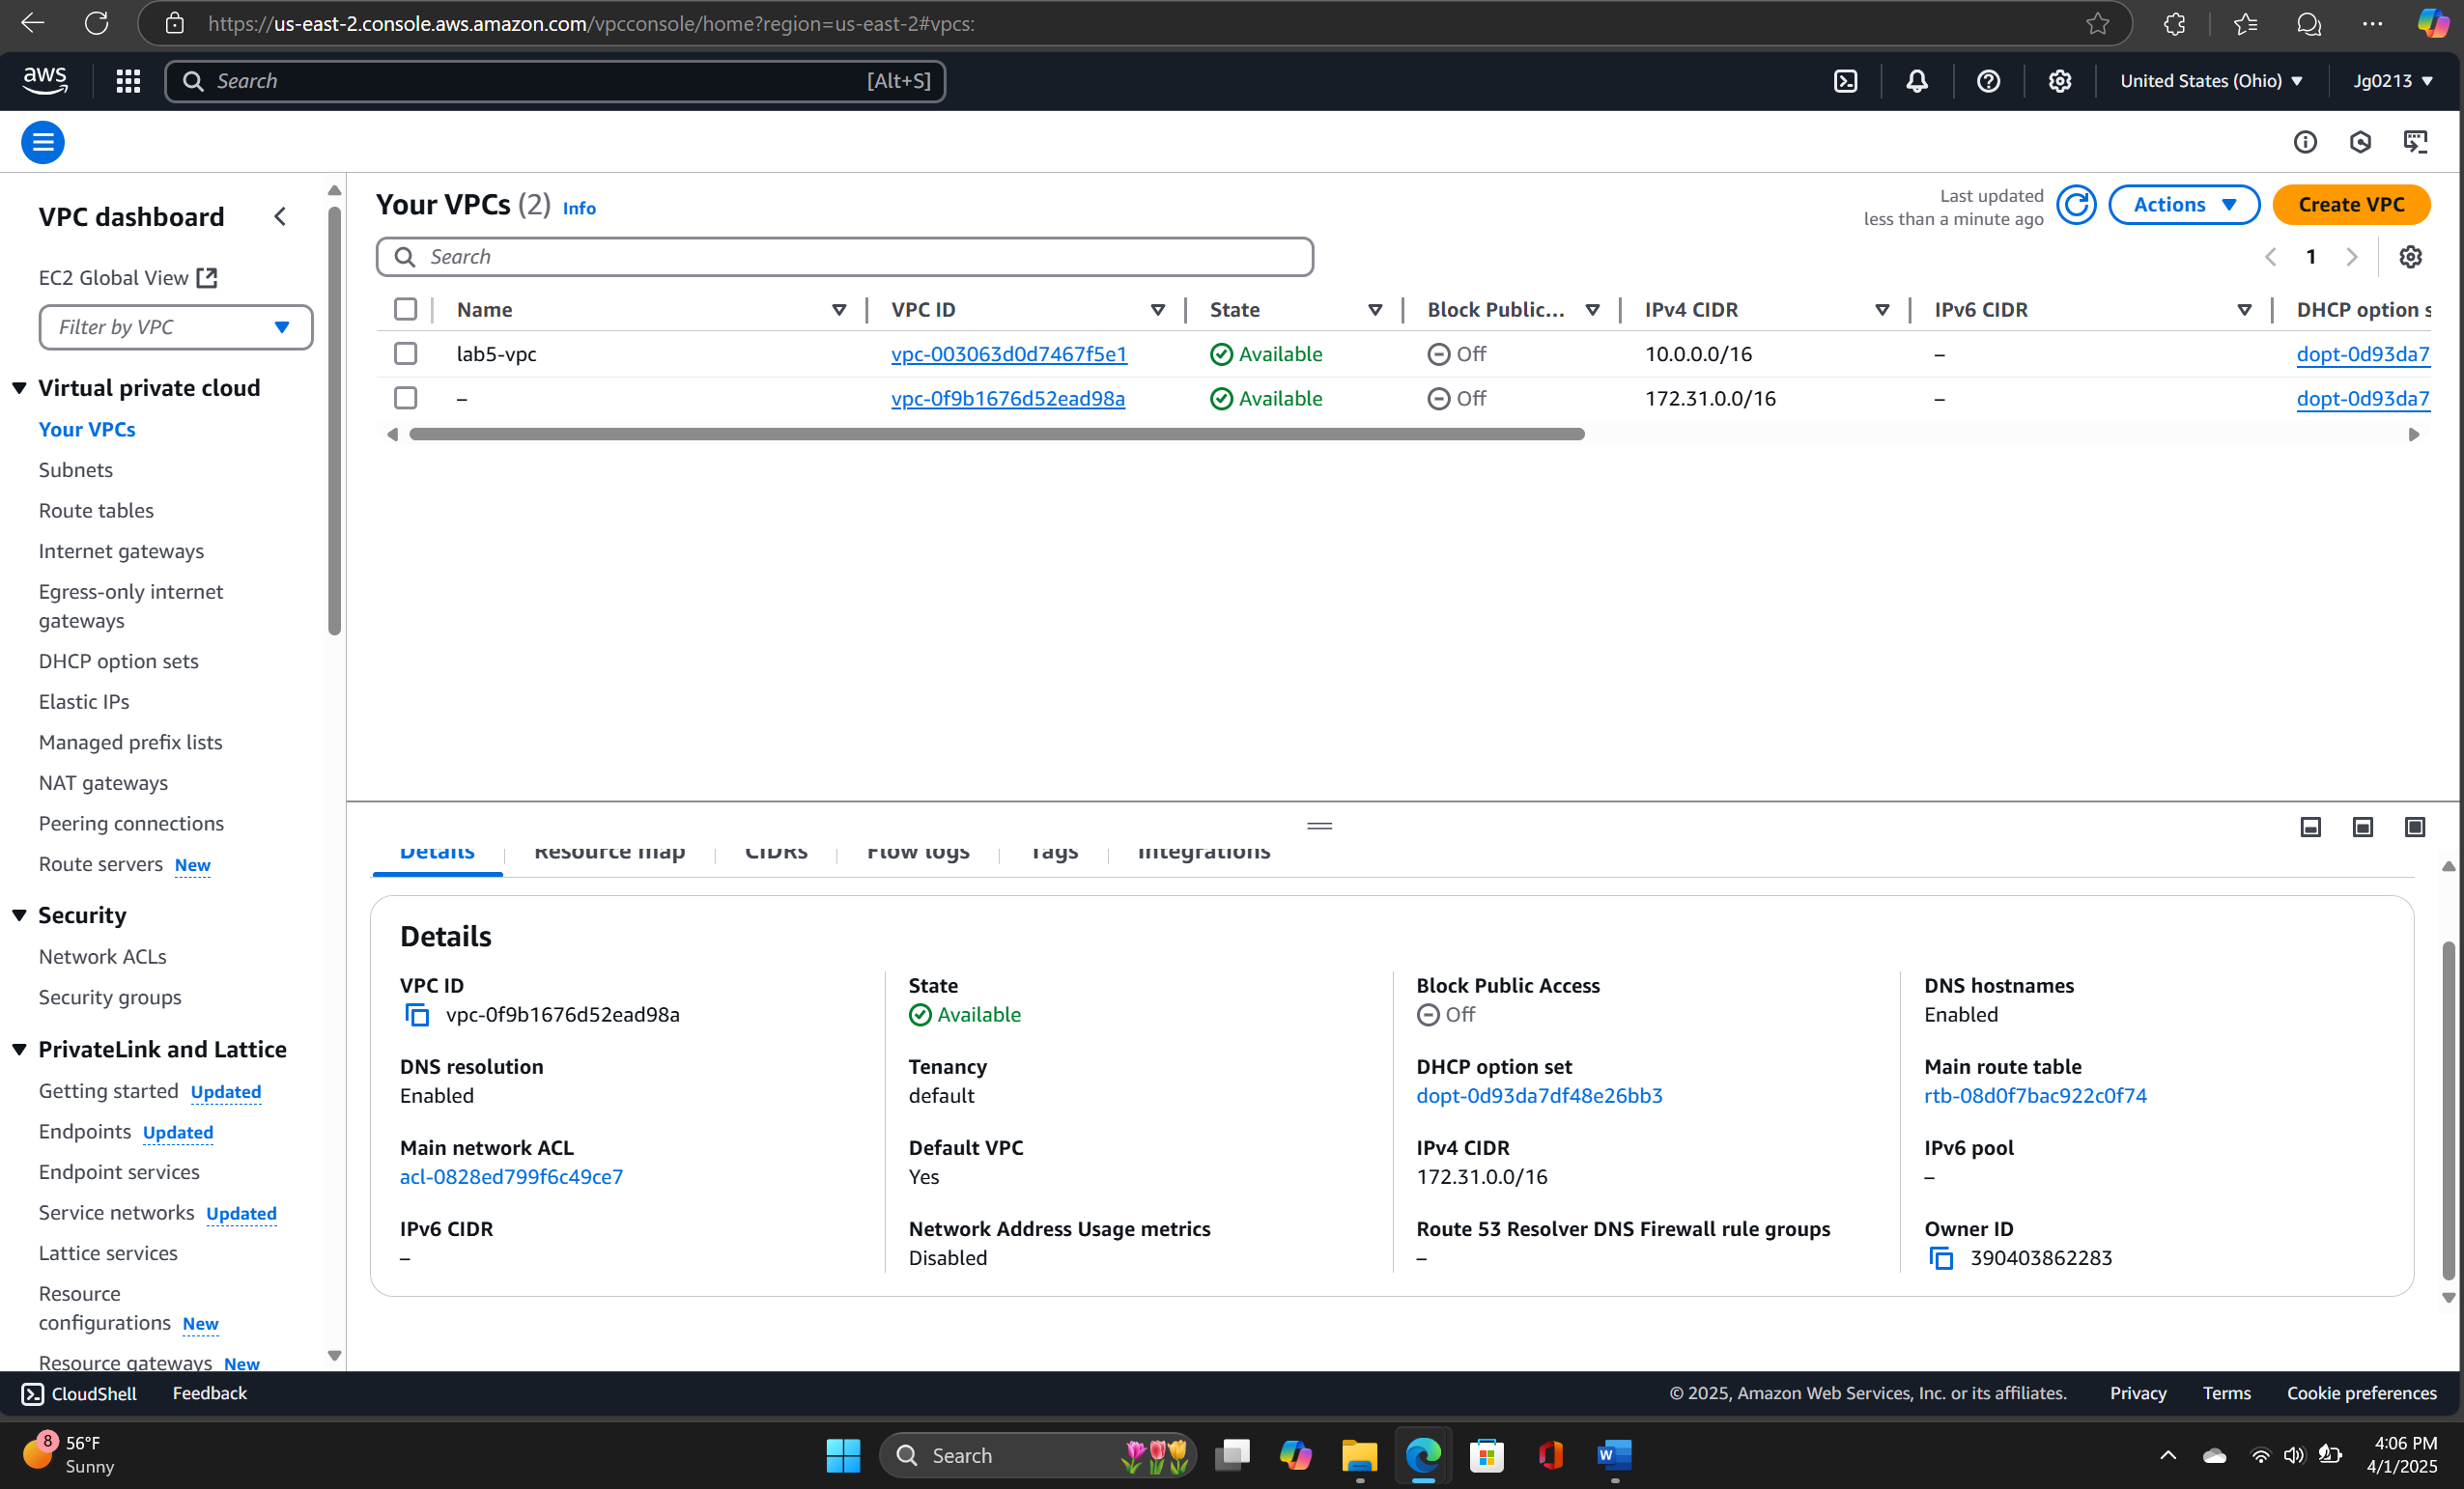 https://us-east-2.console.aws.amazon.com/vpcconsole/home?region=us-east-2#vpcs:
aws
Search [Alt+S]
United States (Ohio)
Jg0213
VPC dashboard
EC2 Global View
Filter by VPC
Virtual private cloud
Your VPCs
Subnets
Route tables
Internet gateways
Egress-only internet
gateways
DHCP option sets
Elastic IPs
Managed prefix lists
NAT gateways
Peering connections
Route servers New
Security
Network ACLs
Security groups
PrivateLink and Lattice
Getting started Updated
Endpoints Updated
Endpoint services
Service networks Updated
Lattice services
Resource
configurations New
Resource gateways New
Your VPCs (2) Info
Last updated
less than a minute ago
Actions
Create VPC
Search
1
Name VPC ID State Block Public... IPv4 CIDR IPv6 CIDR DHCP option s
lab5-vpc vpc-003063d0d7467f5e1 Available Off 10.0.0.0/16 – dopt-0d93da7
– vpc-0f9b1676d52ead98a Available Off 172.31.0.0/16 – dopt-0d93da7
Details Resource map CIDRs Flow logs Tags Integrations
Details
VPC ID
vpc-0f9b1676d52ead98a
State
Available
Block Public Access
Off
DNS hostnames
Enabled
DNS resolution
Enabled
Tenancy
default
DHCP option set
dopt-0d93da7df48e26bb3
Main route table
rtb-08d0f7bac922c0f74
Main network ACL
acl-0828ed799f6c49ce7
Default VPC
Yes
IPv4 CIDR
172.31.0.0/16
IPv6 pool
–
IPv6 CIDR
–
Network Address Usage metrics
Disabled
Route 53 Resolver DNS Firewall rule groups
–
Owner ID
390403862283
CloudShell Feedback
© 2025, Amazon Web Services, Inc. or its affiliates. Privacy Terms Cookie preferences
8
56°F
Sunny
Search
W
4:06 PM
4/1/2025